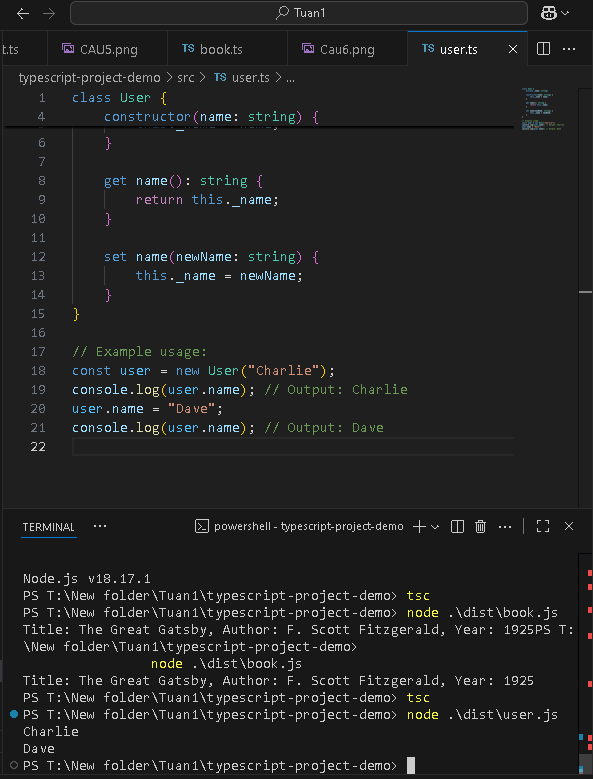 Tuan1
t.ts CAU5.png TS book.ts Cau6.png TS user.ts
typescript-project-demo > src > TS user.ts > ...
1 class User {
4 constructor(name: string) {
6 }
7
8 get name(): string {
9 return this._name;
10 }
11
12 set name(newName: string) {
13 this._name = newName;
14 }
15 }
16
17 // Example usage:
18 const user = new User("Charlie");
19 console.log(user.name); // Output: Charlie
20 user.name = "Dave";
21 console.log(user.name); // Output: Dave
22
TERMINAL ... powershell - typescript-project-demo
Node.js v18.17.1
PS T:\New folder\Tuan1\typescript-project-demo> tsc
PS T:\New folder\Tuan1\typescript-project-demo> node .\dist\book.js
Title: The Great Gatsby, Author: F. Scott Fitzgerald, Year: 1925PS T:
\New folder\Tuan1\typescript-project-demo>
node .\dist\book.js
Title: The Great Gatsby, Author: F. Scott Fitzgerald, Year: 1925
PS T:\New folder\Tuan1\typescript-project-demo> tsc
PS T:\New folder\Tuan1\typescript-project-demo> node .\dist\user.js
Charlie
Dave
PS T:\New folder\Tuan1\typescript-project-demo>